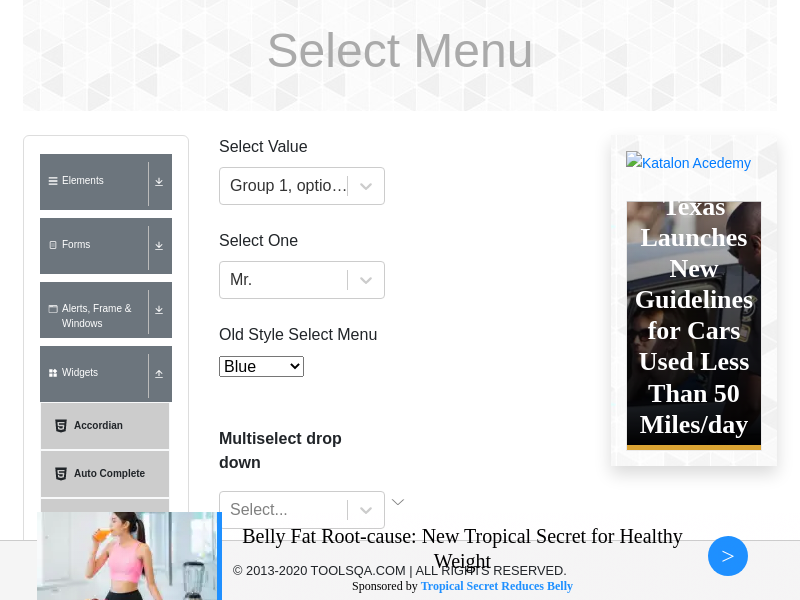 Select Menu
Elements
Forms
Alerts, Frame &
Windows
Widgets
Accordian
Auto Complete
Select Value
Group 1, optio...
Select One
Mr.
Old Style Select Menu
Blue
Multiselect drop
down
Select...
Katalon Acedemy
Texas
Launches
New
Guidelines
for Cars
Used Less
Than 50
Miles/day
Belly Fat Root-cause: New Tropical Secret for Healthy
Weight
© 2013-2020 TOOLSQA.COM | ALL RIGHTS RESERVED.
Sponsored by Tropical Secret Reduces Belly
>